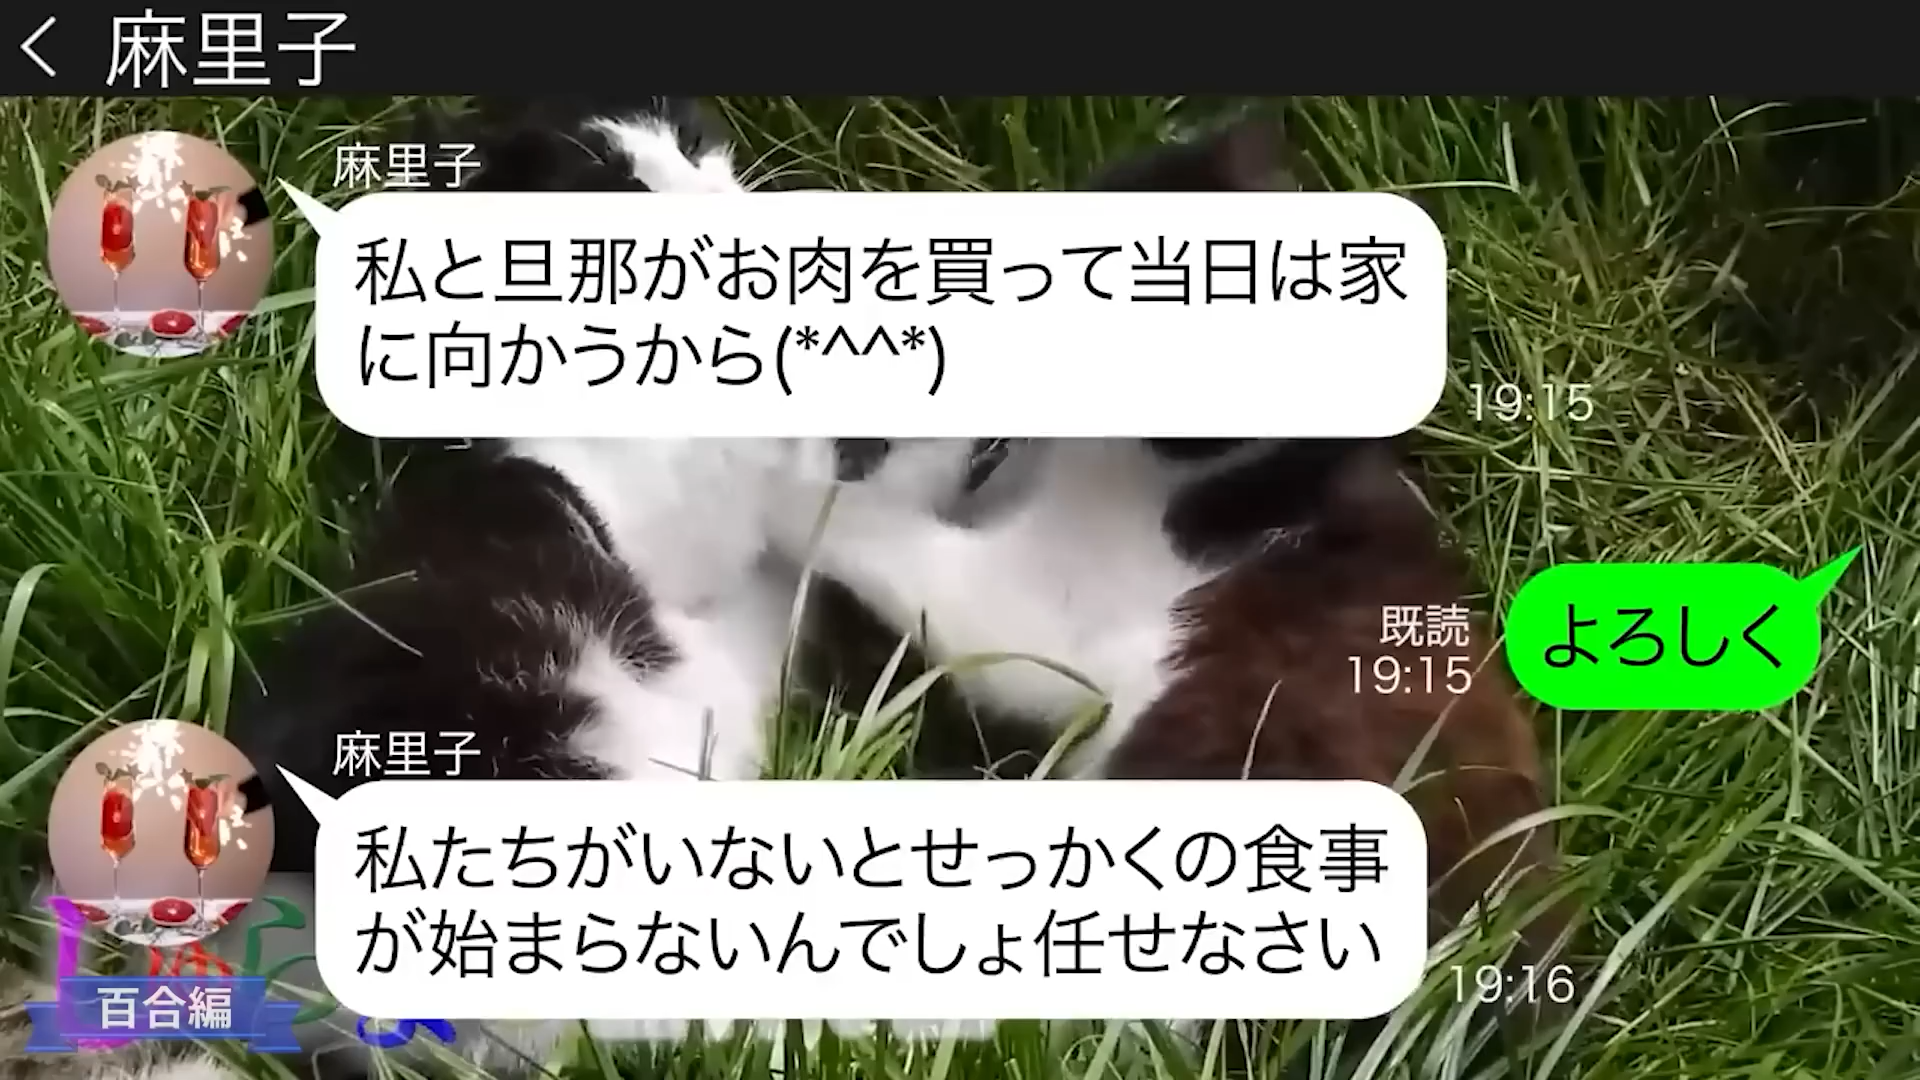 麻里子
麻里子
私と旦那がお肉を買って当日は家
に向かうから(*^^*)
19:15
よろしく
既読
19:15
麻里子
私たちがいないとせっかくの食事
が始まらないんでしょ任せなさい
19:16
百合編